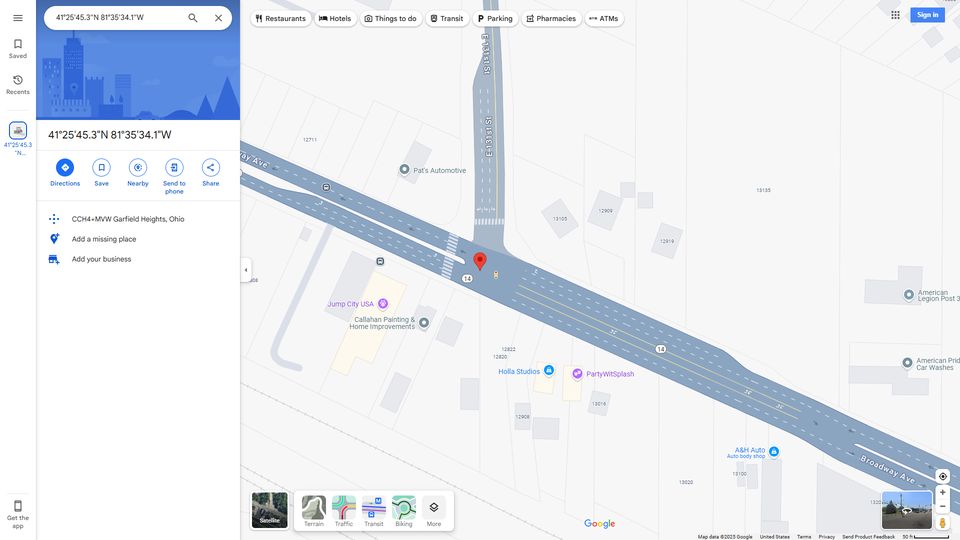 41°25'45.3"N 81°35'34.1"W
Restaurants
Hotels
Things to do
Transit
Parking
Pharmacies
ATMs
Sign in
Saved
Recents
41°25'45.3
"N...
41°25'45.3"N 81°35'34.1"W
Directions
Save
Nearby
Send to
phone
Share
CCH4+MVW Garfield Heights, Ohio
Add a missing place
Add your business
Get the
app
E 131st St
E 131st St
12711
way Ave
Pat's Automotive
13135
13105
12909
12919
14
Jump City USA
Callahan Painting &
Home Improvements
American
Legion Post 3
14
12822
12820
Holla Studios
PartyWitSplash
American Prid
Car Washes
13016
12908
A&H Auto
Auto body shop
13100
13020
Broadway Ave
Satellite
Terrain
Traffic
Transit
Biking
More
Google
Map data ©2025 Google
United States
Terms
Privacy
Send Product Feedback
50 ft